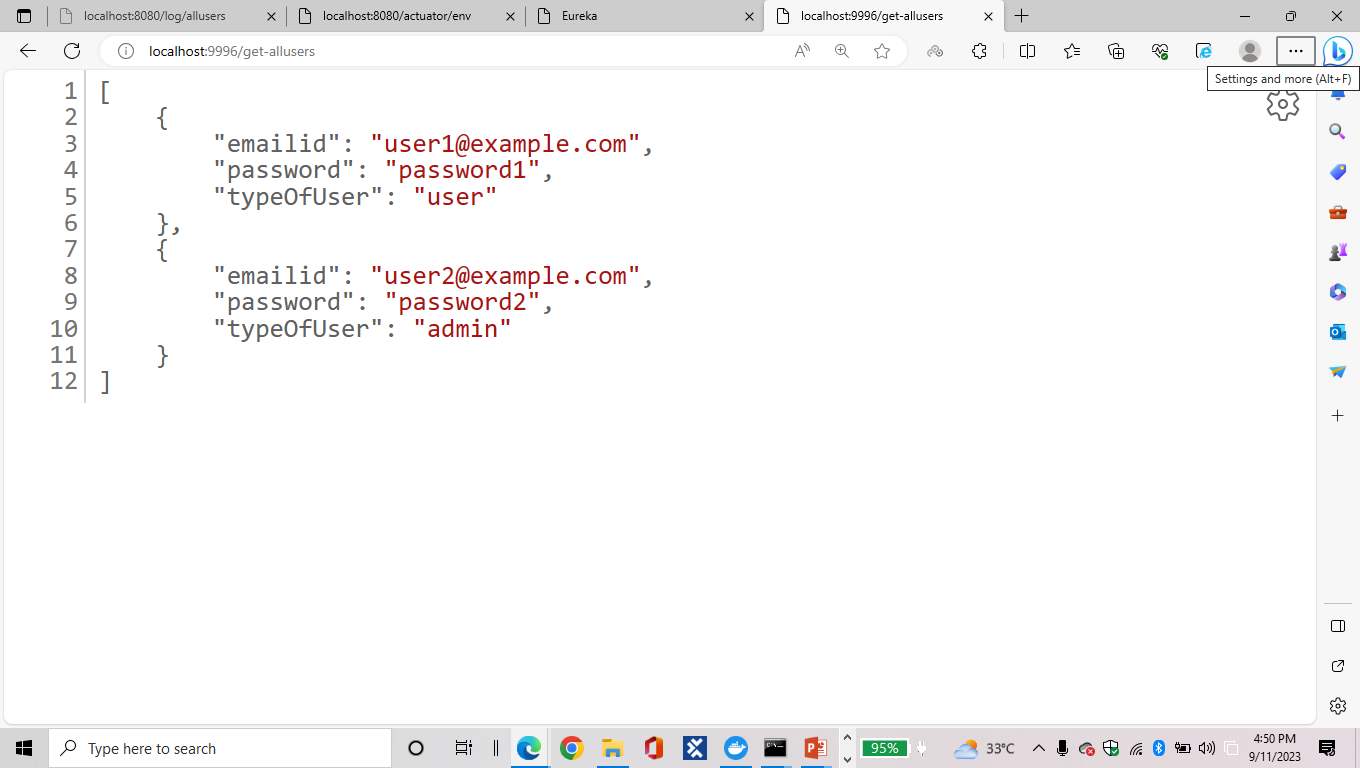 localhost:8080/log/allusers
localhost:8080/actuator/env
Eureka
localhost:9996/get-allusers
localhost:9996/get-allusers
Settings and more (Alt+F)
1 [
2 {
3 "emailid": "user1@example.com",
4 "password": "password1",
5 "typeOfUser": "user"
6 },
7 {
8 "emailid": "user2@example.com",
9 "password": "password2",
10 "typeOfUser": "admin"
11 }
12 ]
Type here to search
95%
33°C
4:50 PM
9/11/2023